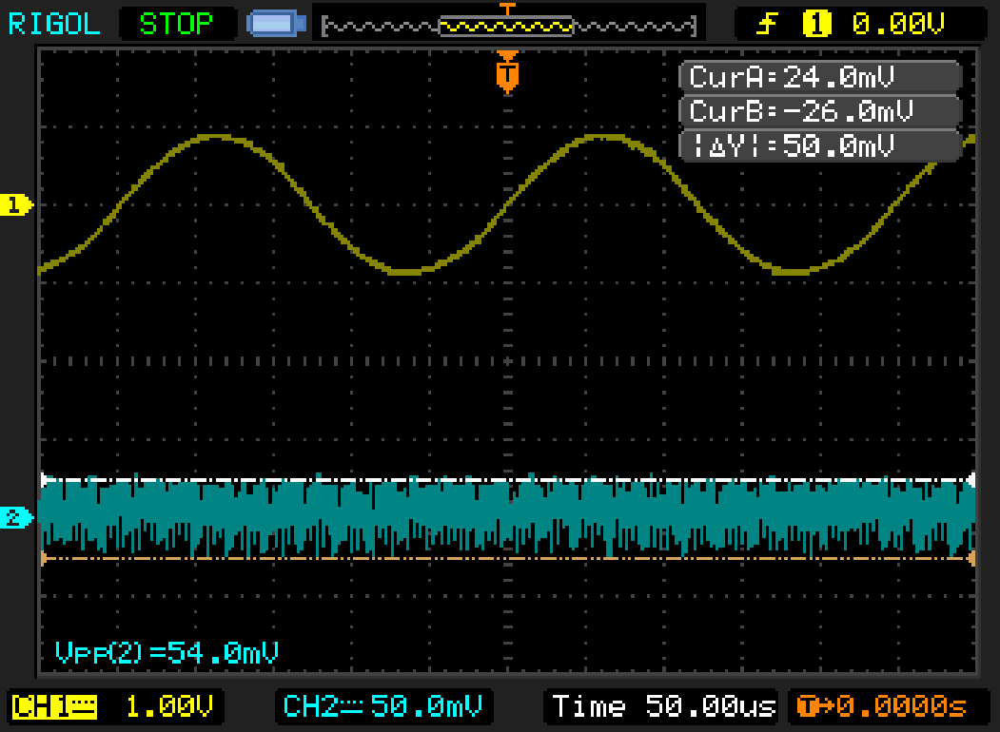 RIGOL STOP T 1 0.00V
T
CurA:24.0mV
CurB:-26.0mV
|ΔY|:50.0mV
1
2
Vpp(2)=54.0mV
CH1 1.00V CH2 50.0mV Time 50.00us T→0.0000s